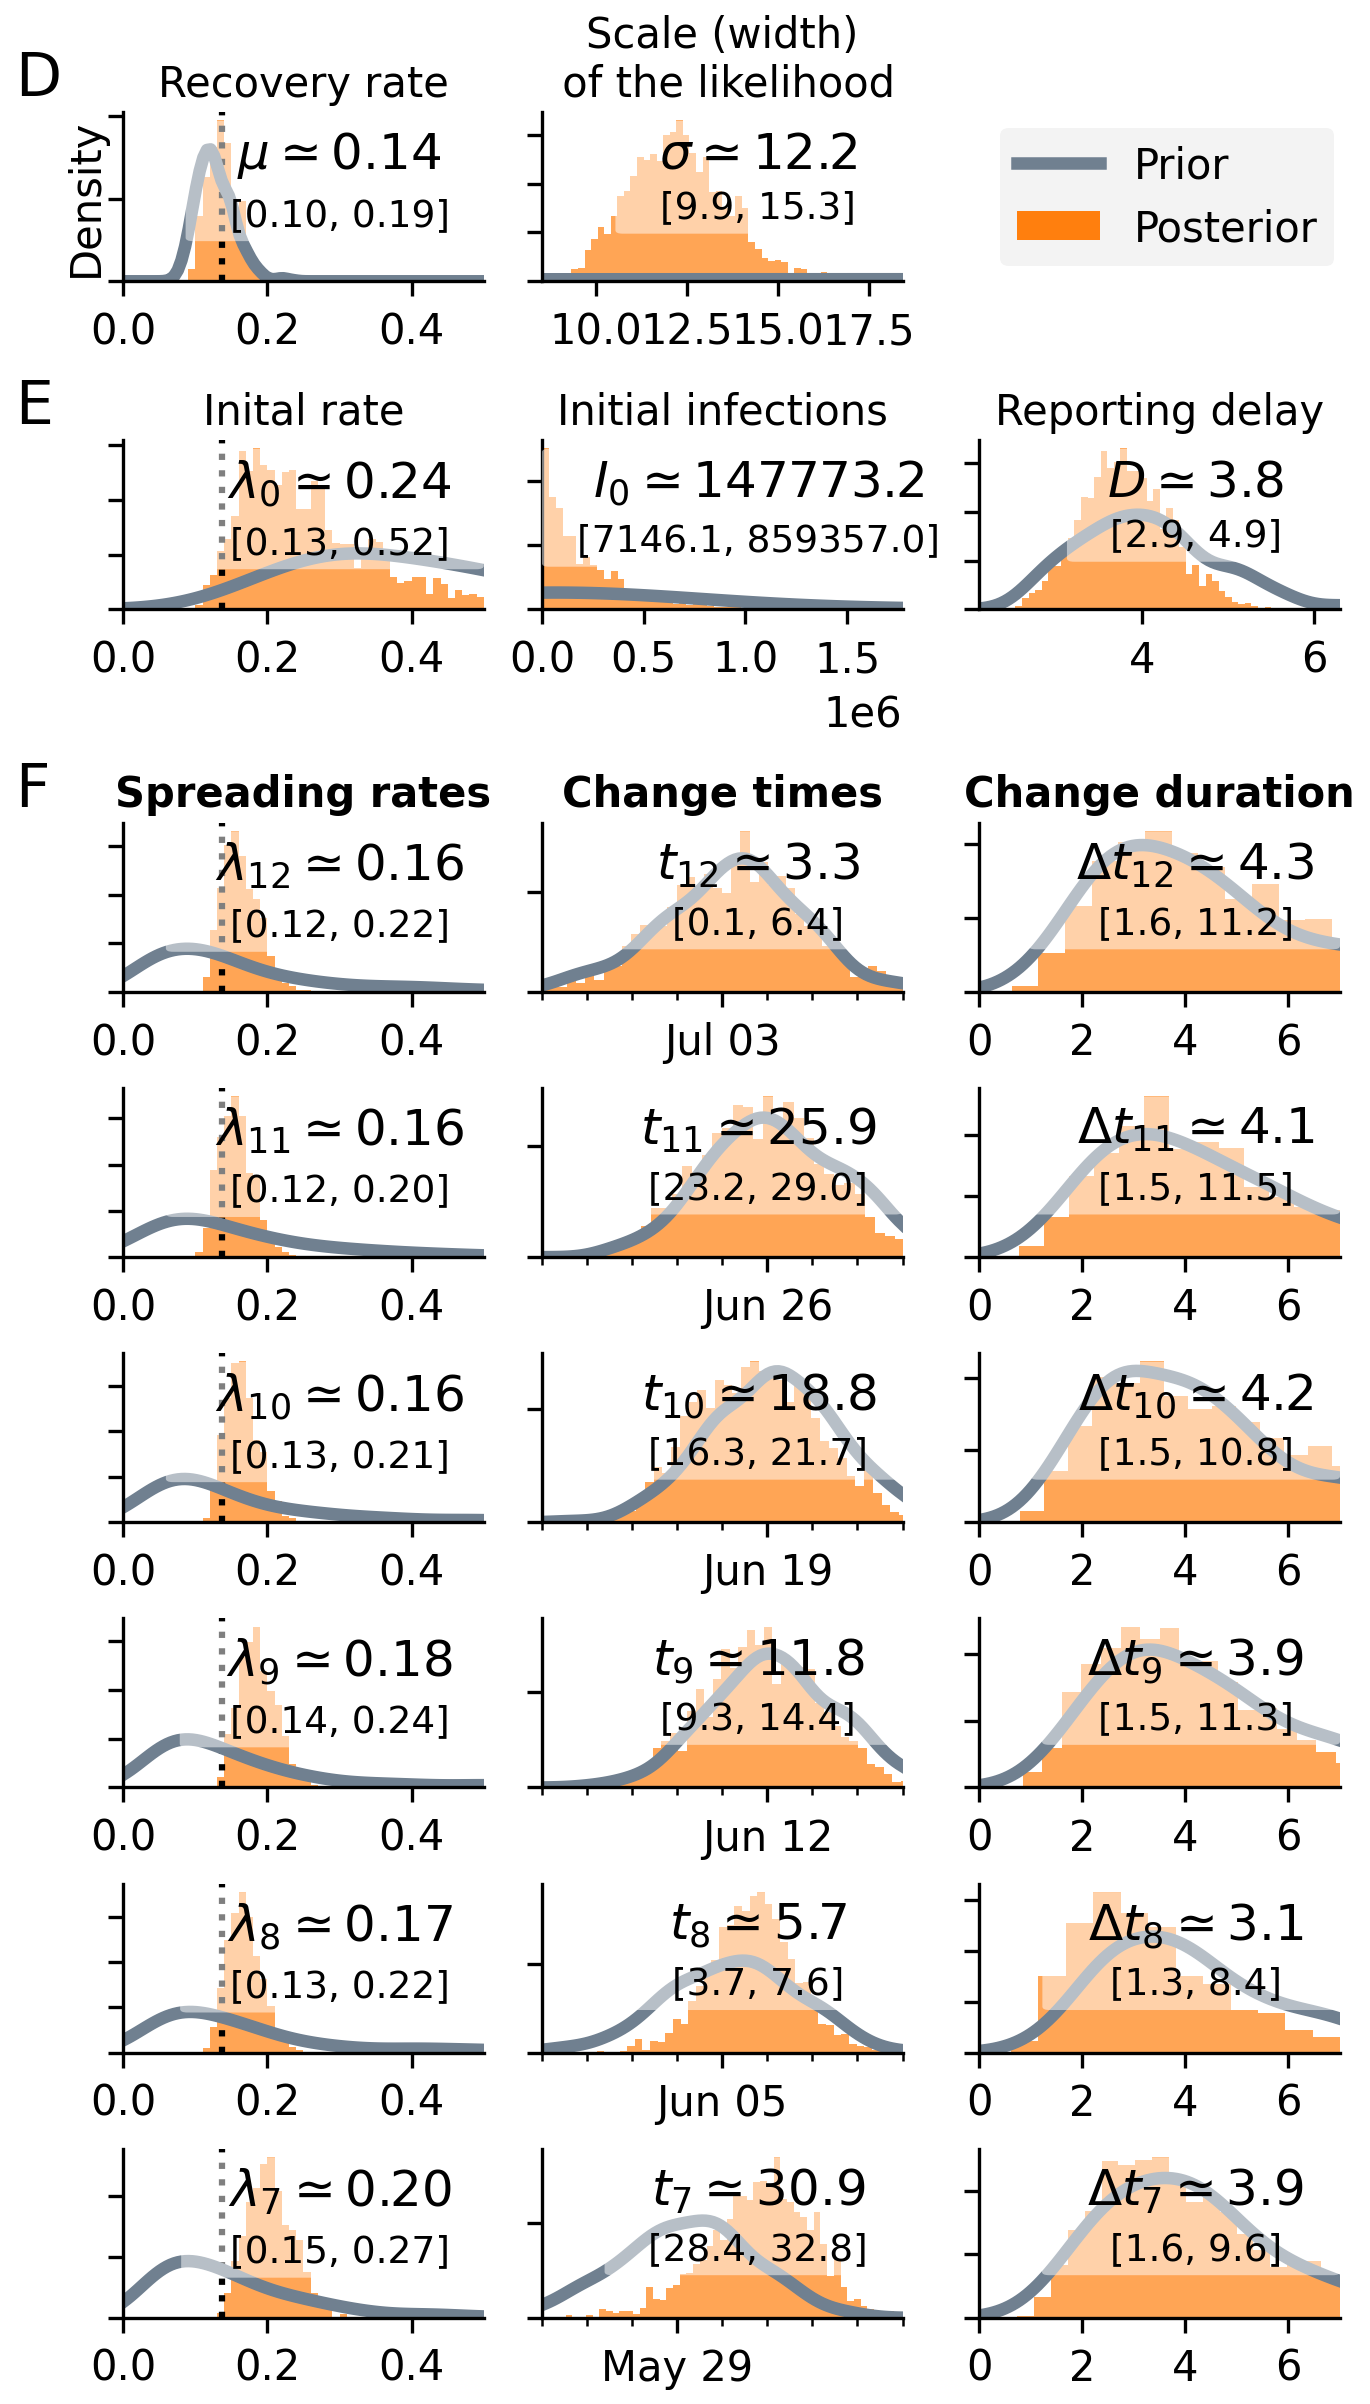 D
Recovery rate
Scale (width)
of the likelihood
Density
μ ≃ 0.14
[0.10, 0.19]
0.0 0.2 0.4
σ ≃ 12.2
[9.9, 15.3]
10.0 12.5 15.0 17.5
Prior
Posterior
E
Inital rate
λ0 ≃ 0.24
[0.13, 0.52]
0.0 0.2 0.4
Initial infections
I0 ≃ 147773.2
[7146.1, 859357.0]
0.0 0.5 1.0 1.5
1e6
Reporting delay
D ≃ 3.8
[2.9, 4.9]
4 6
F
Spreading rates Change times Change duration
λ12 ≃ 0.16
[0.12, 0.22]
0.0 0.2 0.4
t12 ≃ 3.3
[0.1, 6.4]
Jul 03
Δt12 ≃ 4.3
[1.6, 11.2]
0 2 4 6
λ11 ≃ 0.16
[0.12, 0.20]
0.0 0.2 0.4
t11 ≃ 25.9
[23.2, 29.0]
Jun 26
Δt11 ≃ 4.1
[1.5, 11.5]
0 2 4 6
λ10 ≃ 0.16
[0.13, 0.21]
0.0 0.2 0.4
t10 ≃ 18.8
[16.3, 21.7]
Jun 19
Δt10 ≃ 4.2
[1.5, 10.8]
0 2 4 6
λ9 ≃ 0.18
[0.14, 0.24]
0.0 0.2 0.4
t9 ≃ 11.8
[9.3, 14.4]
Jun 12
Δt9 ≃ 3.9
[1.5, 11.3]
0 2 4 6
λ8 ≃ 0.17
[0.13, 0.22]
0.0 0.2 0.4
t8 ≃ 5.7
[3.7, 7.6]
Jun 05
Δt8 ≃ 3.1
[1.3, 8.4]
0 2 4 6
λ7 ≃ 0.20
[0.15, 0.27]
0.0 0.2 0.4
t7 ≃ 30.9
[28.4, 32.8]
May 29
Δt7 ≃ 3.9
[1.6, 9.6]
0 2 4 6